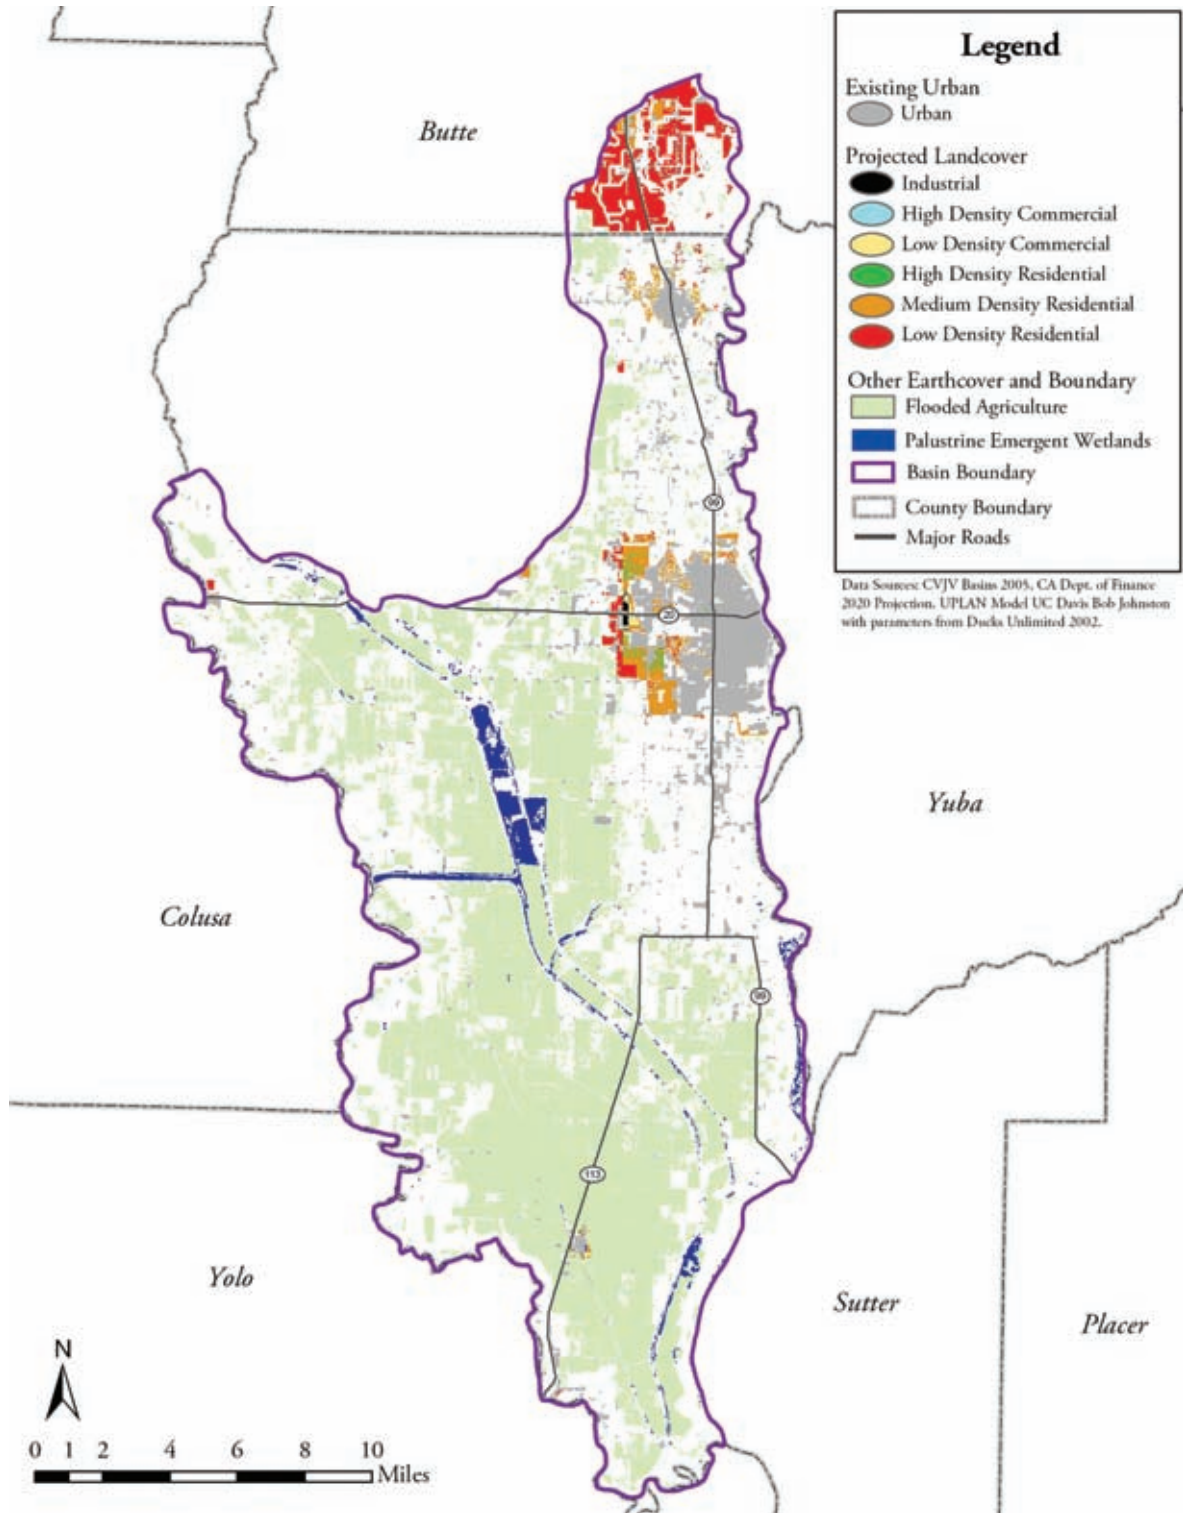 Legend
Existing Urban
Urban
Projected Landcover
Industrial
High Density Commercial
Low Density Commercial
High Density Residential
Medium Density Residential
Low Density Residential
Other Earthcover and Boundary
Flooded Agriculture
Palustrine Emergent Wetlands
Basin Boundary
County Boundary
Major Roads
Data Sources: CVJV Basins 2005, CA Dept. of Finance
2020 Projection. UPLAN Model UC Davis Bob Johnston
with parameters from Ducks Unlimited 2002.
Butte
99
20
Yuba
Colusa
99
113
Yolo
Sutter
Placer
N
0 1 2 4 6 8 10
Miles